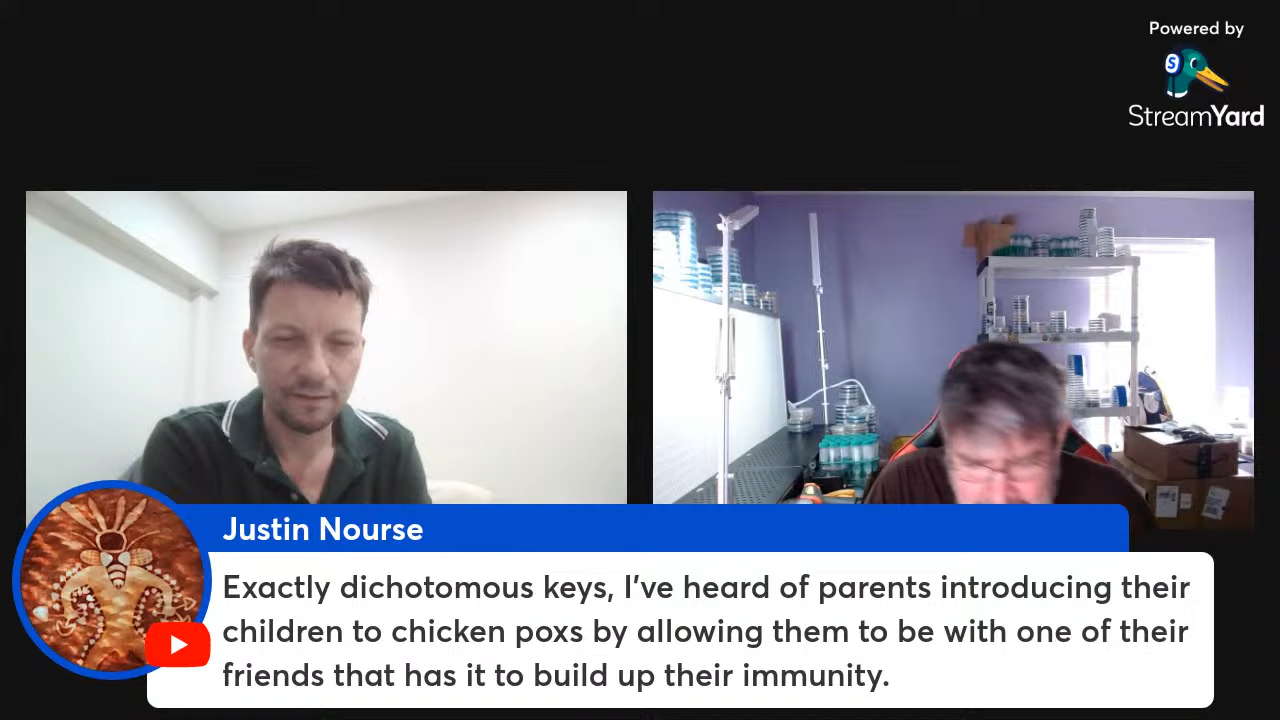 Powered by
StreamYard
Justin Nourse
Exactly dichotomous keys, I've heard of parents introducing their
children to chicken poxs by allowing them to be with one of their
friends that has it to build up their immunity.